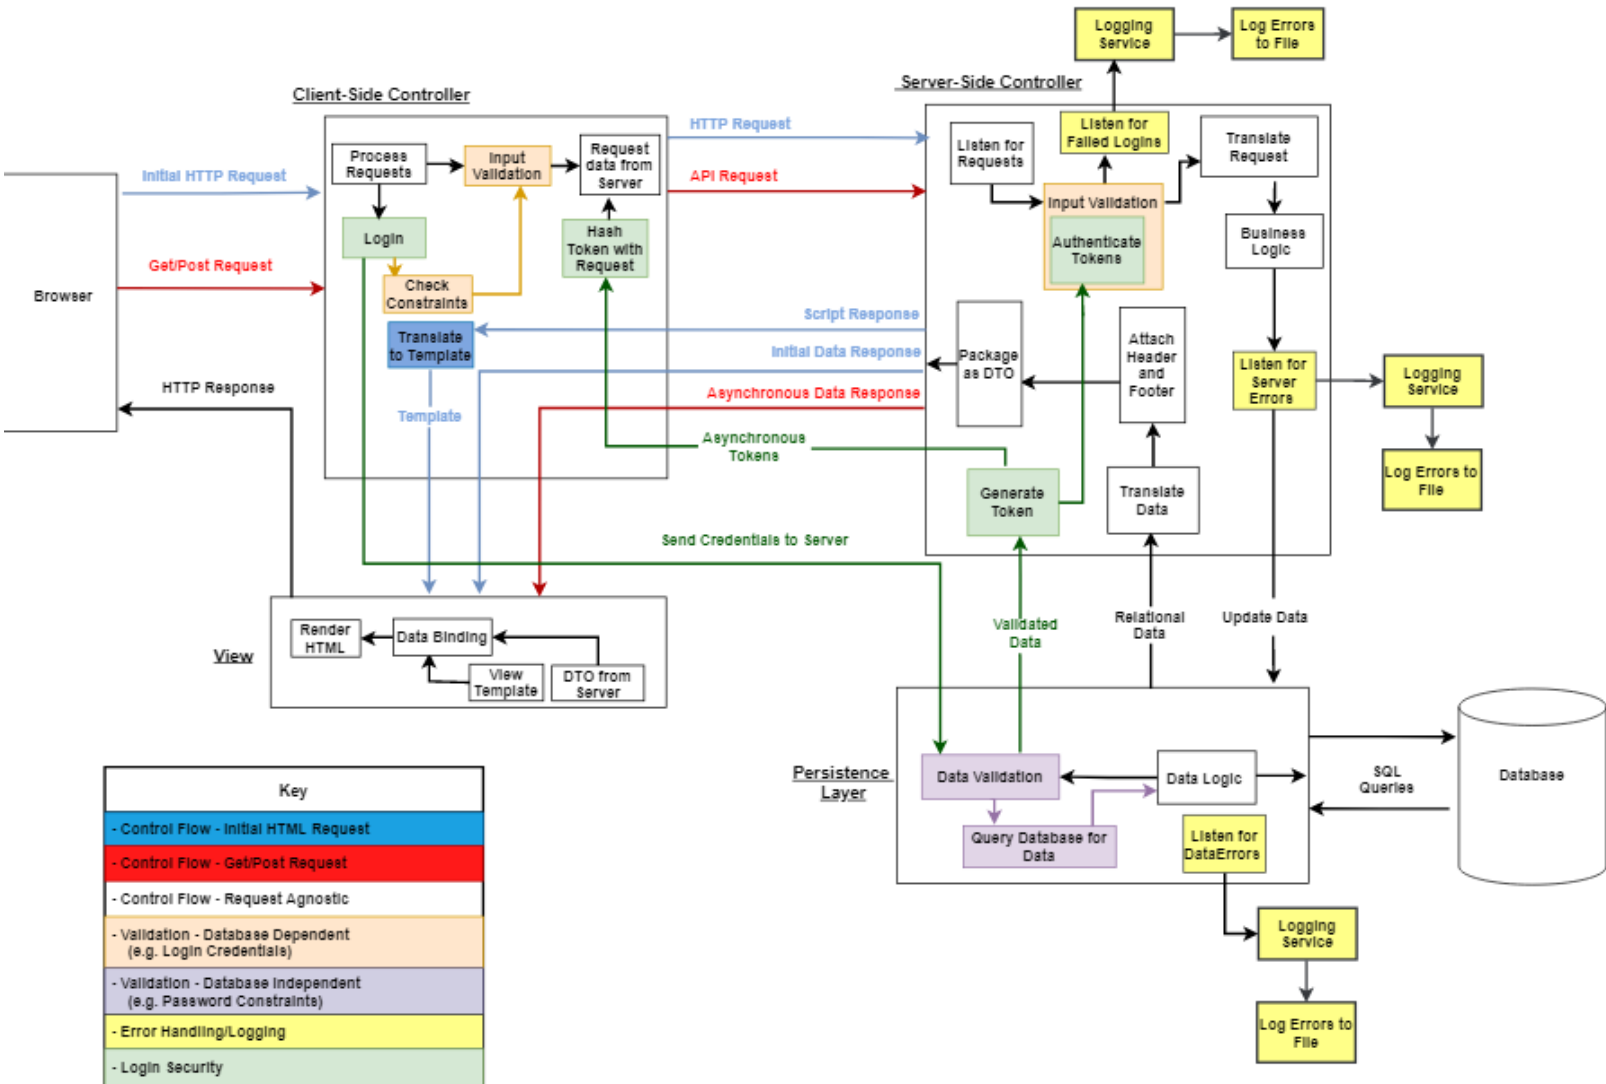 Logging
Service
Log Errors
to File
Server-Side Controller
Client-Side Controller
HTTP Request
API Request
Initial HTTP Request
Get/Post Request
Browser
HTTP Response
Process
Requests
Input
Validation
Request
data from
Server
Login
Hash
Token with
Request
Check
Constraints
Translate
to Template
Template
Listen for
Requests
Listen for
Failed Logins
Translate
Request
Input Validation
Authenticate
Tokens
Business
Logic
Script Response
Initial Data Response
Asynchronous Data Response
Asynchronous
Tokens
Package
as DTO
Attach
Header
and
Footer
Listen for
Server
Errors
Logging
Service
Log Errors to
File
Generate
Token
Translate
Data
Send Credentials to Server
Validated
Data
Relational
Data
Update Data
View
Render
HTML
Data Binding
View
Template
DTO from
Server
Persistence
Layer
Data Validation
Data Logic
Query Database for
Data
Listen for
DataErrors
SQL
Queries
Database
Logging
Service
Log Errors to
File
Key
- Control Flow - Initial HTML Request
- Control Flow - Get/Post Request
- Control Flow - Request Agnostic
- Validation - Database Dependent
(e.g. Login Credentials)
- Validation - Database Independent
(e.g. Password Constraints)
- Error Handling/Logging
- Login Security